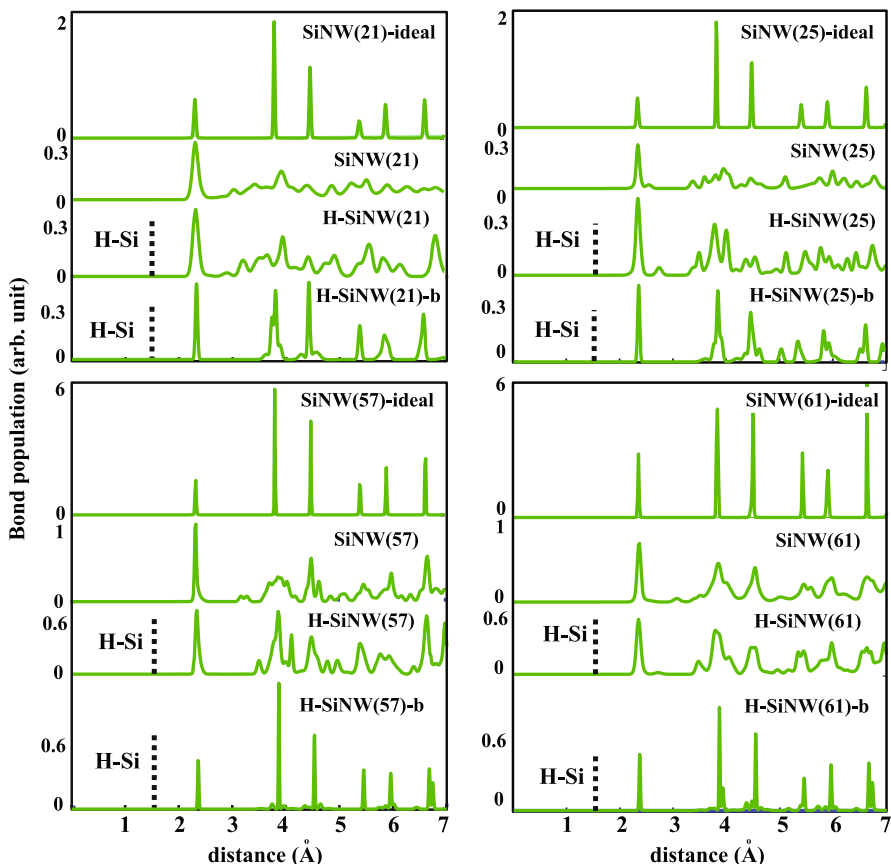 2
SiNW(21)-ideal
0
0.3
SiNW(21)
0
0.3
H-SiNW(21)
H-Si
0
H-SiNW(21)-b
0.3
H-Si
0
2
SiNW(25)-ideal
0
0.3
SiNW(25)
0
0.3
H-SiNW(25)
H-Si
0
H-SiNW(25)-b
0.3
H-Si
0
Bond population (arb. unit)
6
SiNW(57)-ideal
0
1
SiNW(57)
0
0.6
H-SiNW(57)
H-Si
0
H-SiNW(57)-b
0.6
H-Si
0
1 2 3 4 5 6 7
distance (Å)
6
SiNW(61)-ideal
0
1
SiNW(61)
0
0.6
H-SiNW(61)
H-Si
0
H-SiNW(61)-b
0.6
H-Si
0
1 2 3 4 5 6 7
distance (Å)